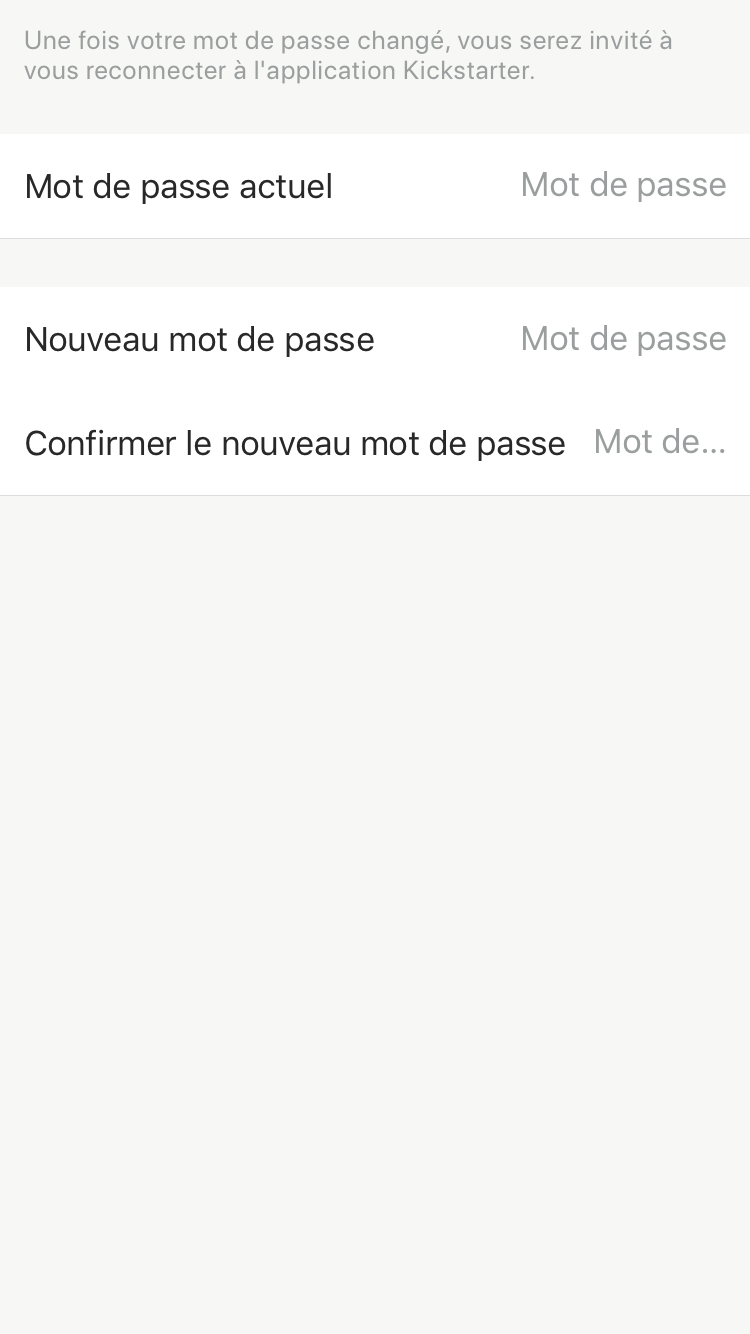 Une fois votre mot de passe changé, vous serez invité à
vous reconnecter à l'application Kickstarter.
Mot de passe actuel Mot de passe
Nouveau mot de passe Mot de passe
Confirmer le nouveau mot de passe Mot de...